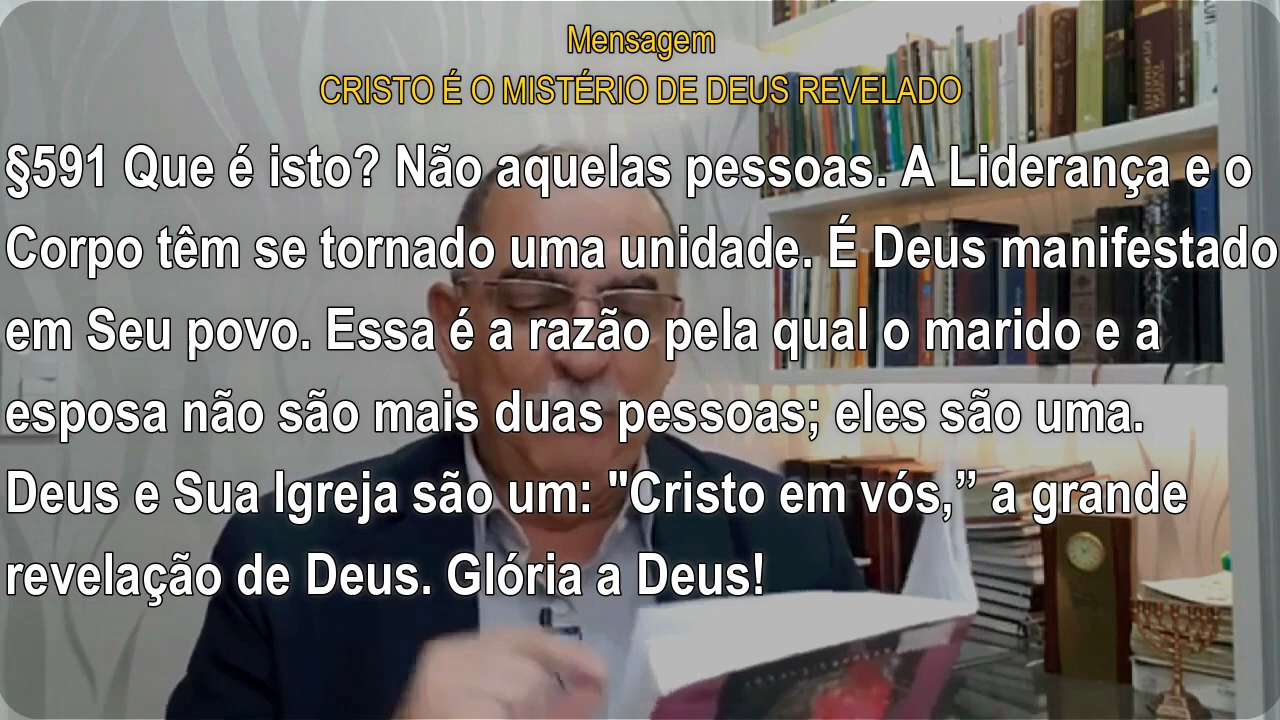 Mensagem
CRISTO É O MISTÉRIO DE DEUS REVELADO
§591 Que é isto? Não aquelas pessoas. A Liderança e o
Corpo têm se tornado uma unidade. É Deus manifestado
em Seu povo. Essa é a razão pela qual o marido e a
esposa não são mais duas pessoas; eles são uma.
Deus e Sua Igreja são um: "Cristo em vós,” a grande
revelação de Deus. Glória a Deus!